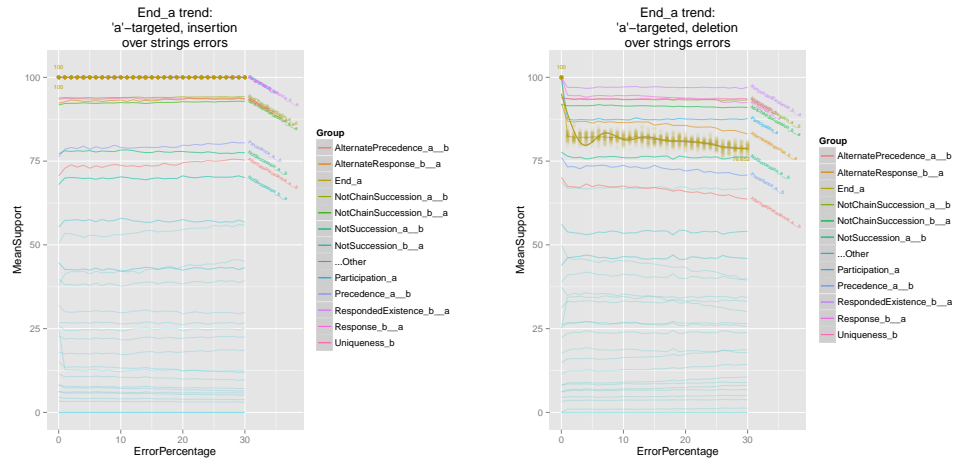 End_a trend:
'a'-targeted, insertion
over strings errors
100
100
100
75
50
25
0
0
10
20
30
MeanSupport
ErrorPercentage
Group
AlternatePrecedence_a__b
AlternateResponse_b__a
End_a
NotChainSuccession_a__b
NotChainSuccession_b__a
NotSuccession_a__b
NotSuccession_b__a
...Other
Participation_a
Precedence_a__b
RespondedExistence_b__a
Response_b__a
Uniqueness_b
End_a trend:
'a'-targeted, deletion
over strings errors
100
100
75
50
25
0
0
10
20
30
MeanSupport
ErrorPercentage
Group
AlternatePrecedence_a__b
AlternateResponse_b__a
End_a
NotChainSuccession_a__b
NotChainSuccession_b__a
NotSuccession_a__b
...Other
Participation_a
Precedence_a__b
RespondedExistence_b__a
Response_b__a
Uniqueness_b